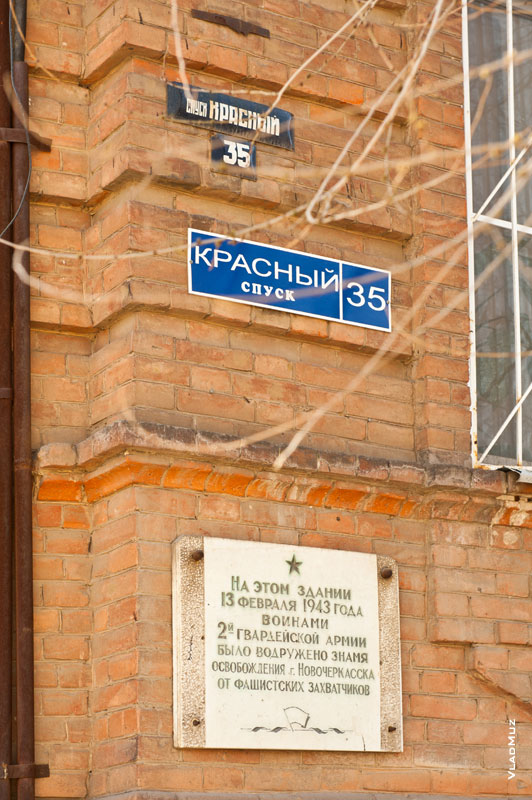 СПУСК КРАСНЫЙ
35
КРАСНЫЙ 35
СПУСК
НА ЭТОМ ЗДАНИИ
13 ФЕВРАЛЯ 1943 ГОДА
ВОИНАМИ
2Й ГВАРДЕЙСКОЙ АРМИИ
БЫЛО ВОДРУЖЕНО ЗНАМЯ
ОСВОБОЖДЕНИЯ г. НОВОЧЕРКАССКА
ОТ ФАШИСТСКИХ ЗАХВАТЧИКОВ
VladMuz